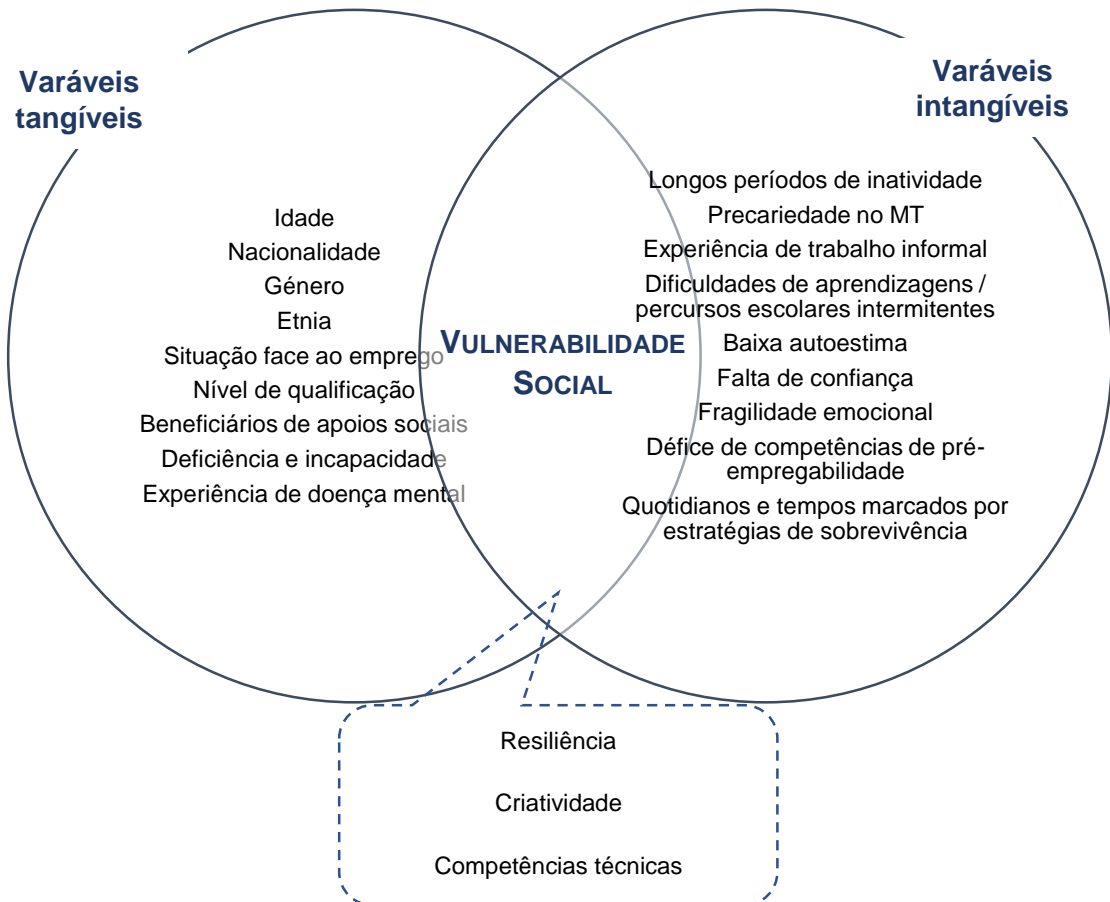 Varáveis
tangíveis
Idade
Nacionalidade
Género
Etnia
Situação face ao emprego
Nível de qualificação
Beneficiários de apoios sociais
Deficiência e incapacidade
Experiência de doença mental
VULNERABILIDADE
SOCIAL
Varáveis
intangíveis
Longos períodos de inatividade
Precariedade no MT
Experiência de trabalho informal
Dificuldades de aprendizagens /
percursos escolares intermitentes
Baixa autoestima
Falta de confiança
Fragilidade emocional
Défice de competências de pré-
empregabilidade
Quotidianos e tempos marcados por
estratégias de sobrevivência
Resiliência
Criatividade
Competências técnicas